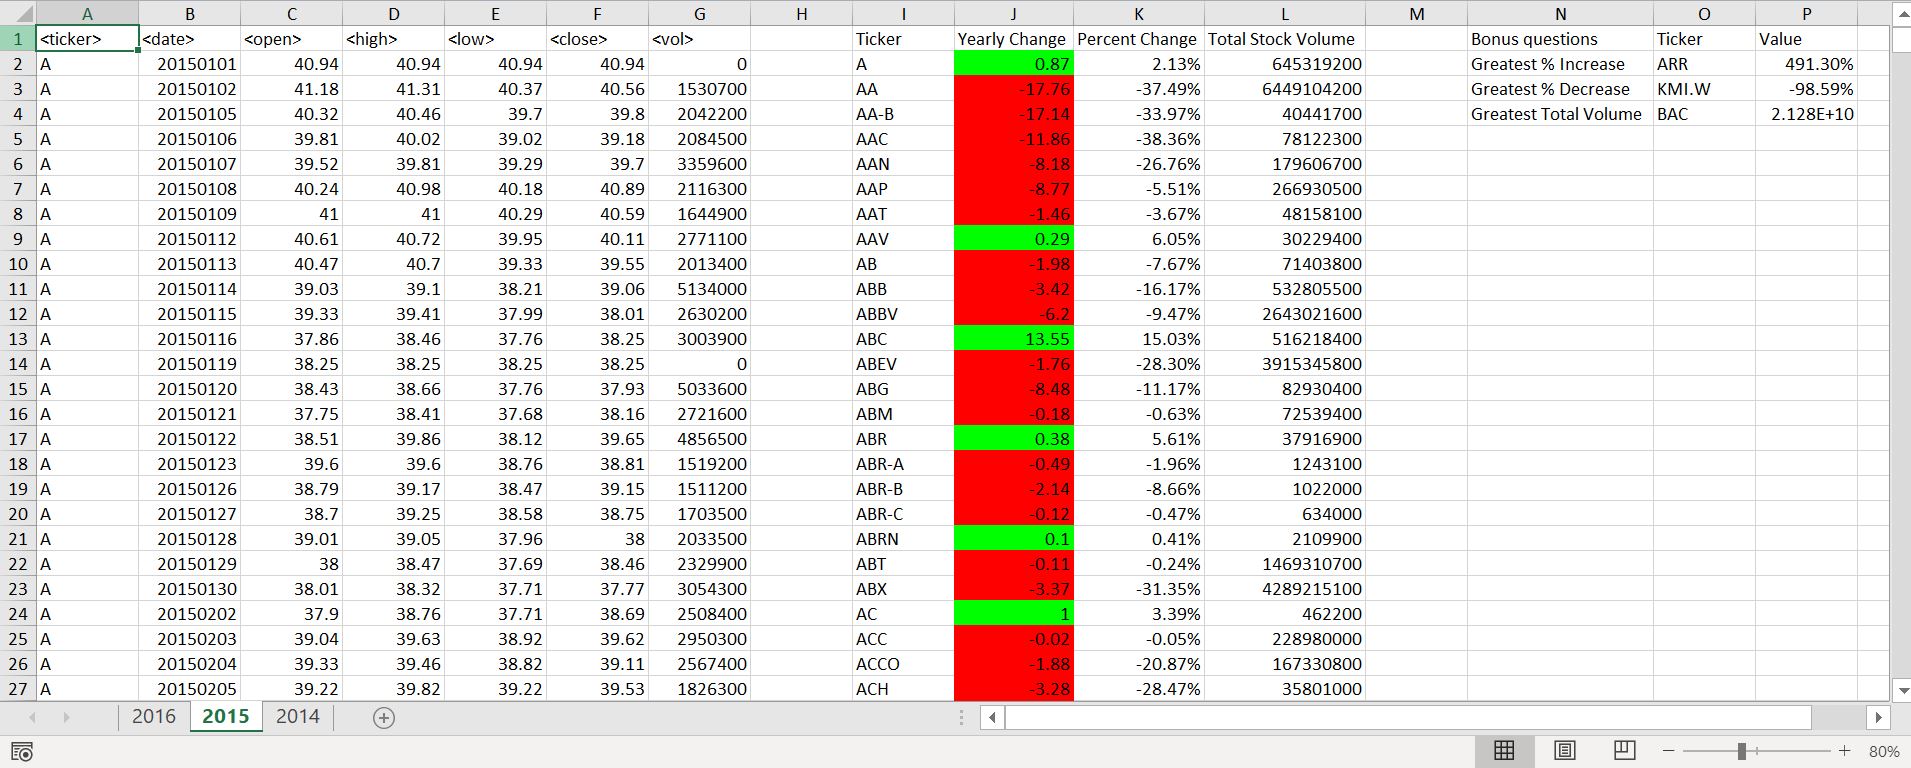 A B C D E F G H I J K L M N O P
1 <ticker> <date> <open> <high> <low> <close> <vol> Ticker Yearly Change Percent Change Total Stock Volume Bonus questions Ticker Value
2 A 20150101 40.94 40.94 40.94 40.94 0 A 0.87 2.13% 645319200 Greatest % Increase ARR 491.30%
3 A 20150102 41.18 41.31 40.37 40.56 1530700 AA -17.76 -37.49% 6449104200 Greatest % Decrease KMI.W -98.59%
4 A 20150105 40.32 40.46 39.7 39.8 2042200 AA-B -17.14 -33.97% 40441700 Greatest Total Volume BAC 2.128E+10
5 A 20150106 39.81 40.02 39.02 39.18 2084500 AAC -11.86 -38.36% 78122300
6 A 20150107 39.52 39.81 39.29 39.7 3359600 AAN -8.18 -26.76% 179606700
7 A 20150108 40.24 40.98 40.18 40.89 2116300 AAP -8.77 -5.51% 266930500
8 A 20150109 41 41 40.29 40.59 1644900 AAT -1.46 -3.67% 48158100
9 A 20150112 40.61 40.72 39.95 40.11 2771100 AAV 0.29 6.05% 30229400
10 A 20150113 40.47 40.7 39.33 39.55 2013400 AB -1.98 -7.67% 71403800
11 A 20150114 39.03 39.1 38.21 39.06 5134000 ABB -3.42 -16.17% 532805500
12 A 20150115 39.33 39.41 37.99 38.01 2630200 ABBV -6.2 -9.47% 2643021600
13 A 20150116 37.86 38.46 37.76 38.25 3003900 ABC 13.55 15.03% 516218400
14 A 20150119 38.25 38.25 38.25 38.25 0 ABEV -1.76 -28.30% 3915345800
15 A 20150120 38.43 38.66 37.76 37.93 5033600 ABG -8.48 -11.17% 82930400
16 A 20150121 37.75 38.41 37.68 38.16 2721600 ABM -0.18 -0.63% 72539400
17 A 20150122 38.51 39.86 38.12 39.65 4856500 ABR 0.38 5.61% 37916900
18 A 20150123 39.6 39.6 38.76 38.81 1519200 ABR-A -0.49 -1.96% 1243100
19 A 20150126 38.79 39.17 38.47 39.15 1511200 ABR-B -2.14 -8.66% 1022000
20 A 20150127 38.7 39.25 38.58 38.75 1703500 ABR-C -0.12 -0.47% 634000
21 A 20150128 39.01 39.05 37.96 38 2033500 ABRN 0.1 0.41% 2109900
22 A 20150129 38 38.47 37.69 38.46 2329900 ABT -0.11 -0.24% 1469310700
23 A 20150130 38.01 38.32 37.71 37.77 3054300 ABX -3.37 -31.35% 4289215100
24 A 20150202 37.9 38.76 37.71 38.69 2508400 AC 1 3.39% 462200
25 A 20150203 39.04 39.63 38.92 39.62 2950300 ACC -0.02 -0.05% 228980000
26 A 20150204 39.33 39.46 38.82 39.11 2567400 ACCO -1.88 -20.87% 167330800
27 A 20150205 39.22 39.82 39.22 39.53 1826300 ACH -3.28 -28.47% 35801000
2016 2015 2014
80%